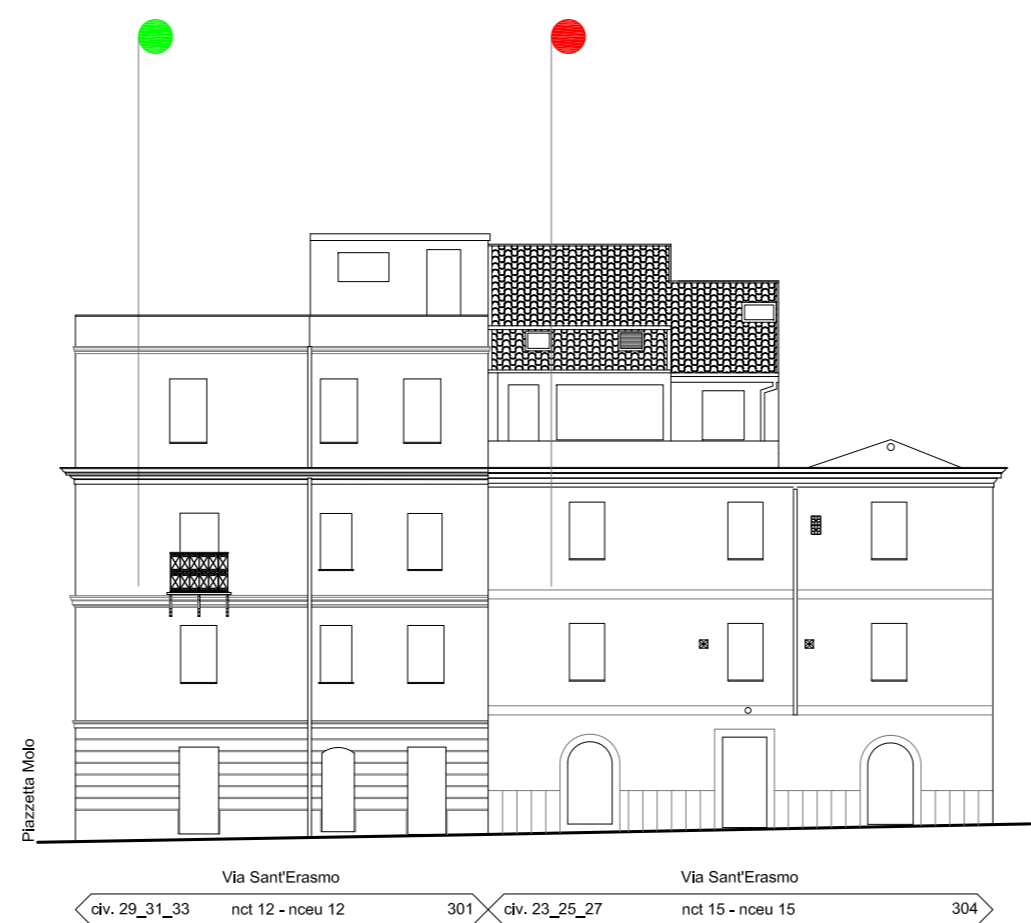 Piazzetta Molo
Via Sant'Erasmo
Via Sant'Erasmo
civ. 29_31_33 nct 12 - nceu 12 301
civ. 23_25_27 nct 15 - nceu 15 304